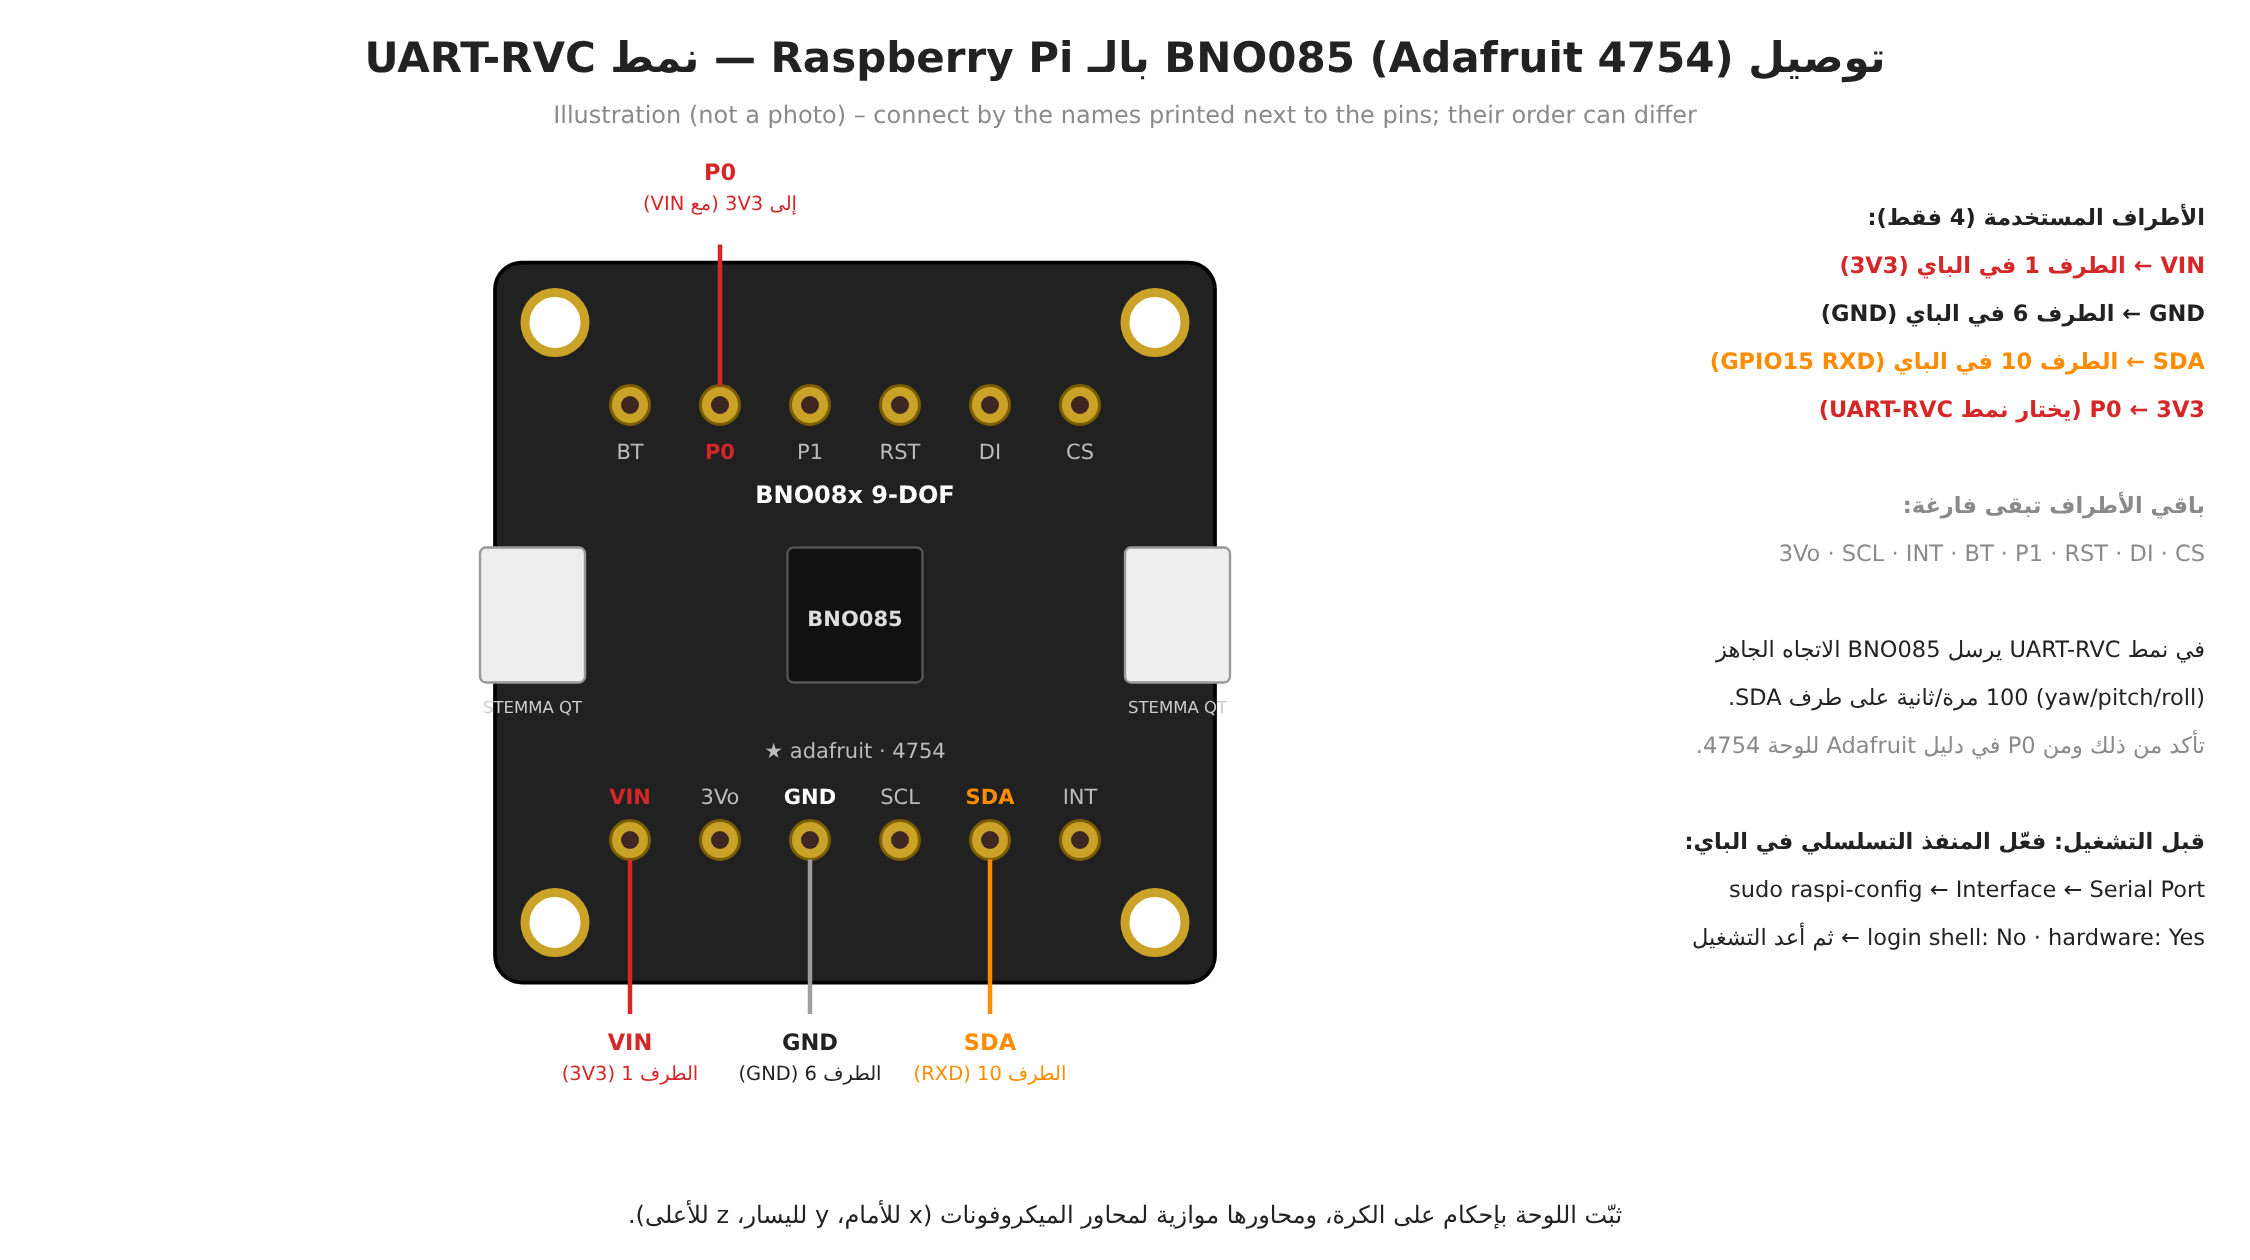 توصيل BNO085 (Adafruit 4754) بالـ Raspberry Pi — نمط UART-RVC
Illustration (not a photo) – connect by the names printed next to the pins; their order can differ
P0
إلى 3V3 (مع VIN)
BT P0 P1 RST DI CS
BNO08x 9-DOF
BNO085
STEMMA QT STEMMA QT
★ adafruit · 4754
VIN 3Vo GND SCL SDA INT
VIN GND SDA
الطرف 1 (3V3) الطرف 6 (GND) الطرف 10 (RXD)
الأطراف المستخدمة (4 فقط):
VIN ← الطرف 1 في الباي (3V3)
GND ← الطرف 6 في الباي (GND)
SDA ← الطرف 10 في الباي (GPIO15 RXD)
P0 ← 3V3 (يختار نمط UART-RVC)
باقي الأطراف تبقى فارغة:
3Vo · SCL · INT · BT · P1 · RST · DI · CS
في نمط UART-RVC يرسل BNO085 الاتجاه الجاهز
(yaw/pitch/roll) 100 مرة/ثانية على طرف SDA.
تأكد من ذلك ومن P0 في دليل Adafruit للوحة 4754.
قبل التشغيل: فعّل المنفذ التسلسلي في الباي:
sudo raspi-config ← Interface ← Serial Port
login shell: No · hardware: Yes ← ثم أعد التشغيل
ثبّت اللوحة بإحكام على الكرة، ومحاورها موازية لمحاور الميكروفونات (x للأمام، y لليسار، z للأعلى).